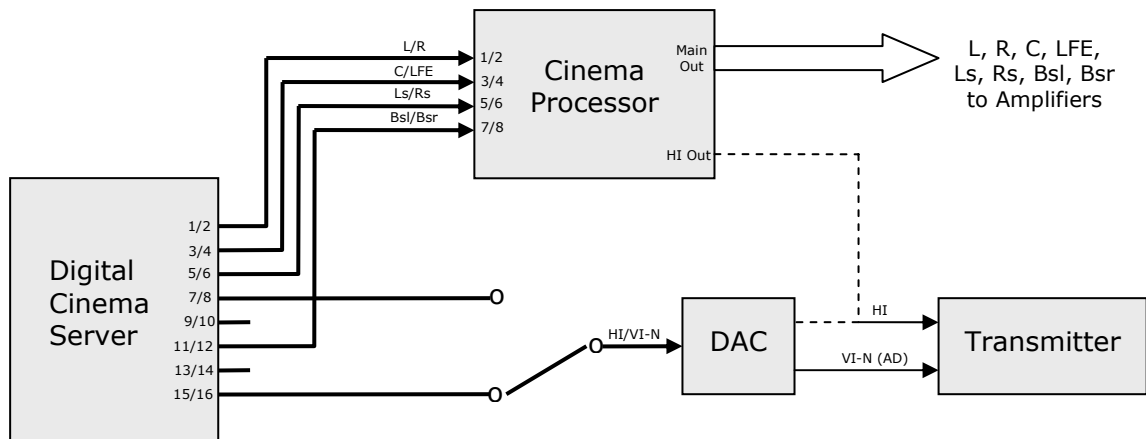 L/R
C/LFE
Ls/Rs
Bsl/Bsr
1/2
3/4
5/6
7/8
Cinema
Processor
Main
Out
HI Out
L, R, C, LFE,
Ls, Rs, Bsl, Bsr
to Amplifiers
Digital
Cinema
Server
1/2
3/4
5/6
7/8
9/10
11/12
13/14
15/16
HI/VI-N
DAC
HI
VI-N (AD)
Transmitter